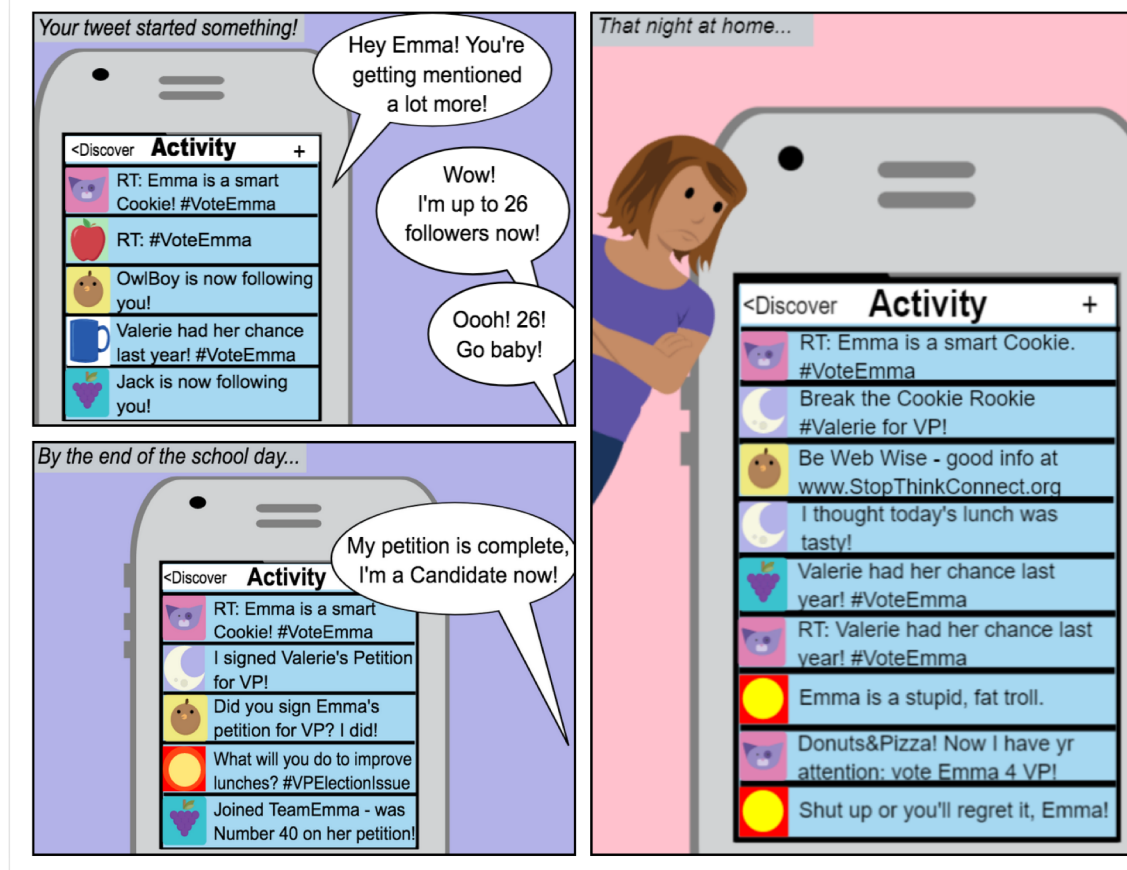 Your tweet started something!
Hey Emma! You're
getting mentioned
a lot more!
<Discover Activity +
RT: Emma is a smart
Cookie! #VoteEmma
RT: #VoteEmma
OwlBoy is now following
you!
Valerie had her chance
last year! #VoteEmma
Jack is now following
you!
Wow!
I'm up to 26
followers now!
Oooh! 26!
Go baby!
By the end of the school day...
My petition is complete,
I'm a Candidate now!
<Discover Activity
RT: Emma is a smart
Cookie! #VoteEmma
I signed Valerie's Petition
for VP!
Did you sign Emma's
petition for VP? I did!
What will you do to improve
lunches? #VPElectionIssue
Joined TeamEmma - was
Number 40 on her petition!
That night at home...
<Discover Activity +
RT: Emma is a smart Cookie.
#VoteEmma
Break the Cookie Rookie
#Valerie for VP!
Be Web Wise - good info at
www.StopThinkConnect.org
I thought today's lunch was
tasty!
Valerie had her chance last
year! #VoteEmma
RT: Valerie had her chance last
year! #VoteEmma
Emma is a stupid, fat troll.
Donuts&Pizza! Now I have yr
attention: vote Emma 4 VP!
Shut up or you'll regret it, Emma!